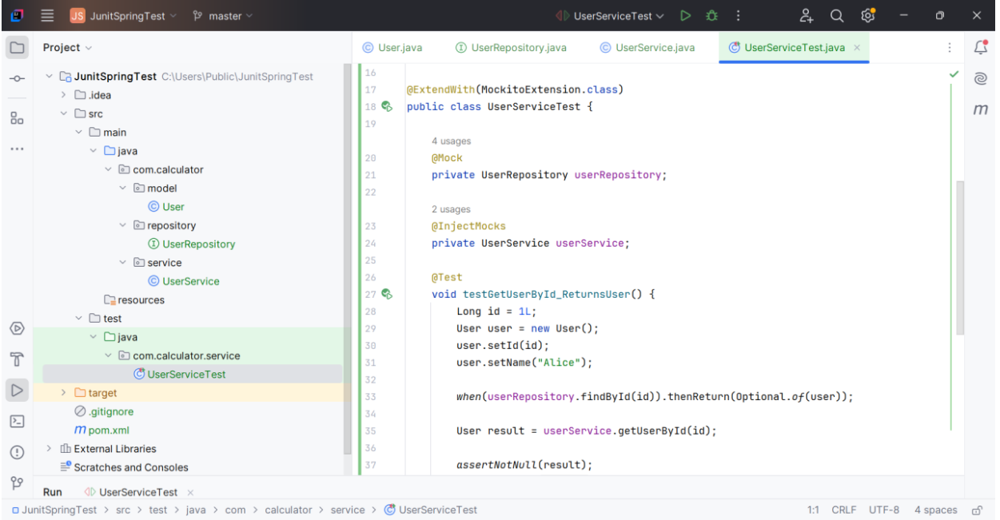 JS JunitSpringTest master UserServiceTest
Project
User.java UserRepository.java UserService.java UserServiceTest.java
JunitSpringTest C:\Users\Public\JunitSpringTest
.idea
src
main
java
com.calculator
model
User
repository
UserRepository
service
UserService
resources
test
java
com.calculator.service
UserServiceTest
target
.gitignore
m pom.xml
External Libraries
Scratches and Consoles
16
17 @ExtendWith(MockitoExtension.class)
18 public class UserServiceTest {
19
4 usages
20 @Mock
21 private UserRepository userRepository;
22
2 usages
23 @InjectMocks
24 private UserService userService;
25
26 @Test
27 void testGetUserById_ReturnsUser() {
28 Long id = 1L;
29 User user = new User();
30 user.setId(id);
31 user.setName("Alice");
32
33 when(userRepository.findById(id)).thenReturn(Optional.of(user));
34
35 User result = userService.getUserById(id);
36
37 assertNotNull(result);
m
Run UserServiceTest
JunitSpringTest > src > test > java > com > calculator > service > UserServiceTest 1:1 CRLF UTF-8 4 spaces